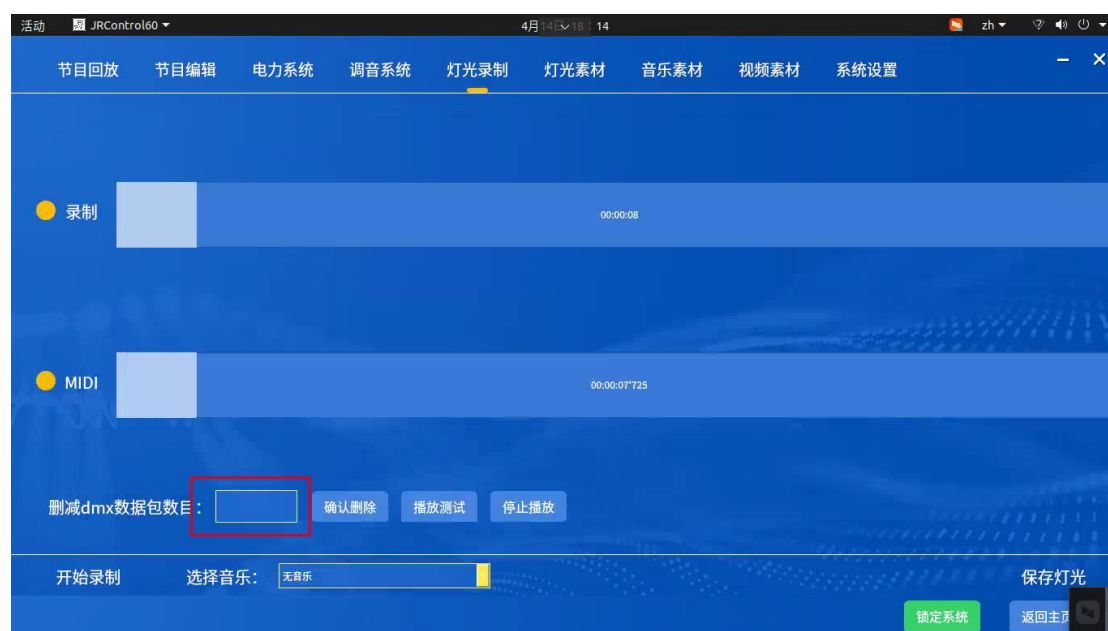 活动 JRControl60 4月14日 18:14 zh
节目回放 节目编辑 电力系统 调音系统 灯光录制 灯光素材 音乐素材 视频素材 系统设置
录制 00:00:08
MIDI 00:00:07"725
删减dmx数据包数目： 确认删除 播放测试 停止播放
开始录制 选择音乐： 无音乐 保存灯光
锁定系统 返回主页